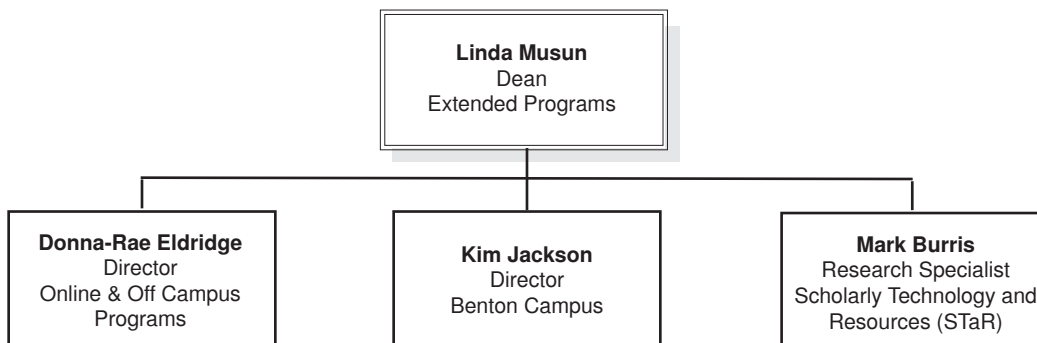 Linda Musun
Dean
Extended Programs
Donna-Rae Eldridge
Director
Online & Off Campus
Programs
Kim Jackson
Director
Benton Campus
Mark Burris
Research Specialist
Scholarly Technology and
Resources (STaR)